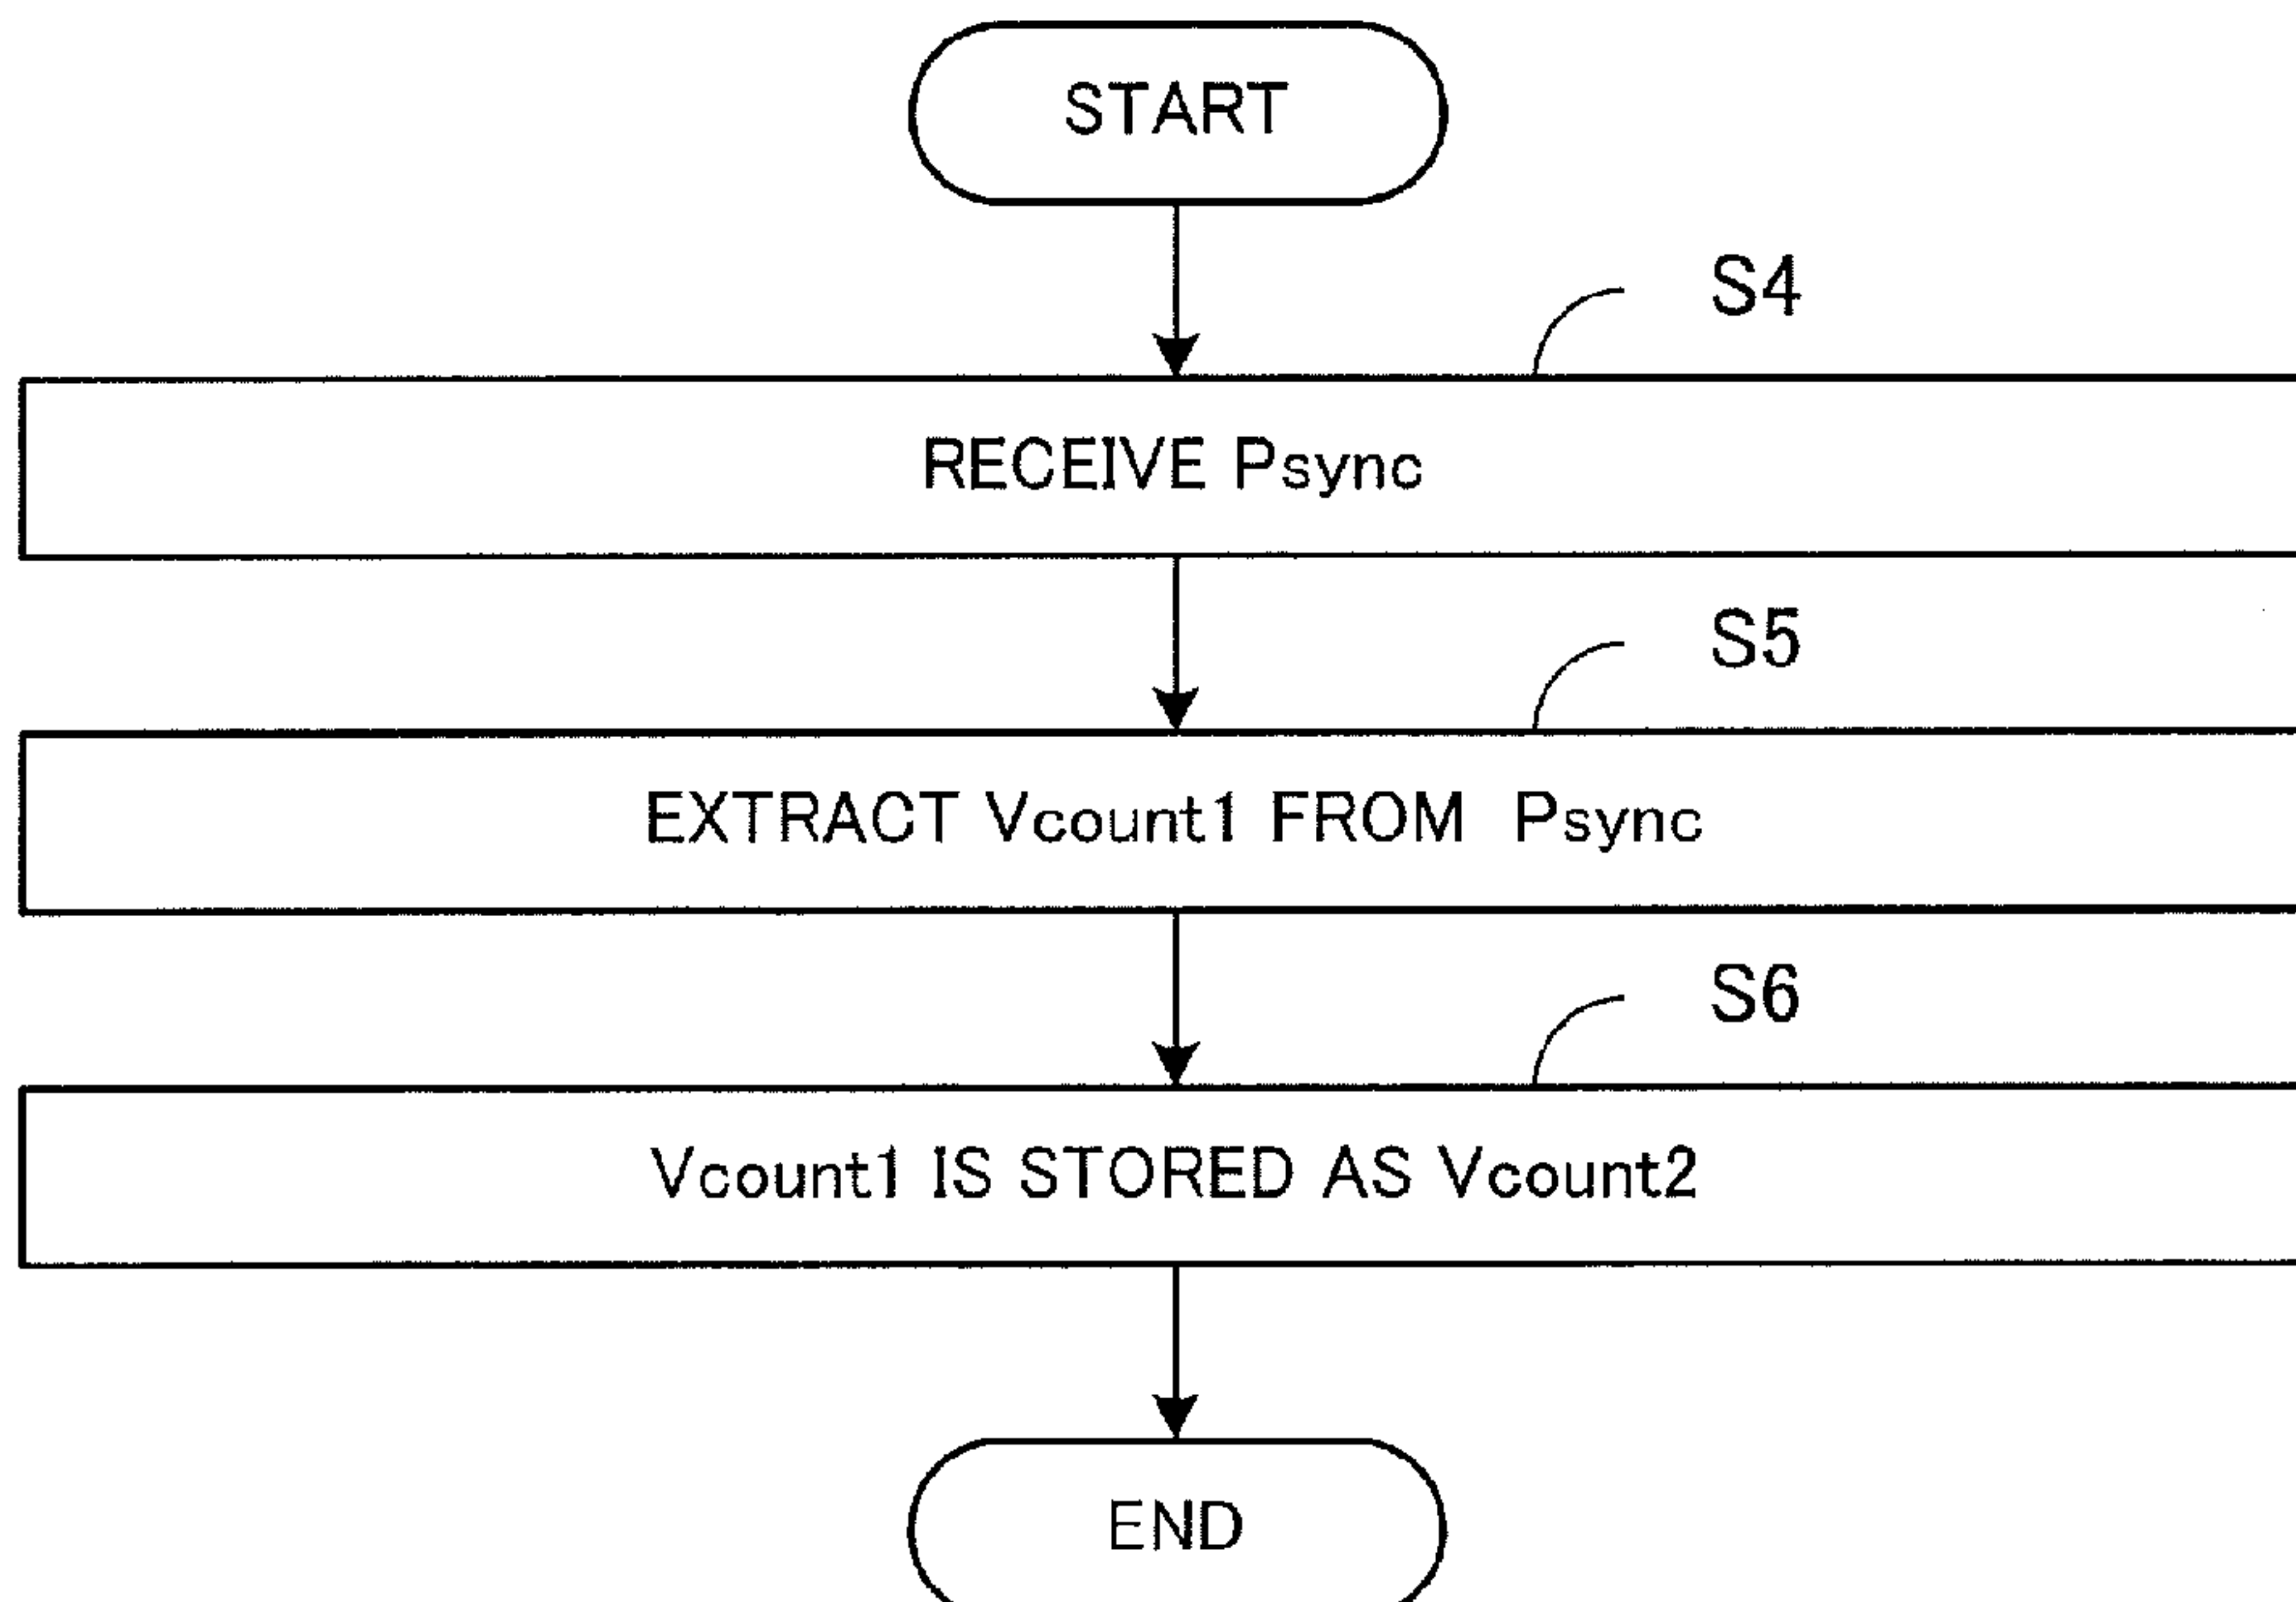 START
S4
RECEIVE Psync
S5
EXTRACT Vcount1 FROM Psync
S6
Vcount1 IS STORED AS Vcount2
END